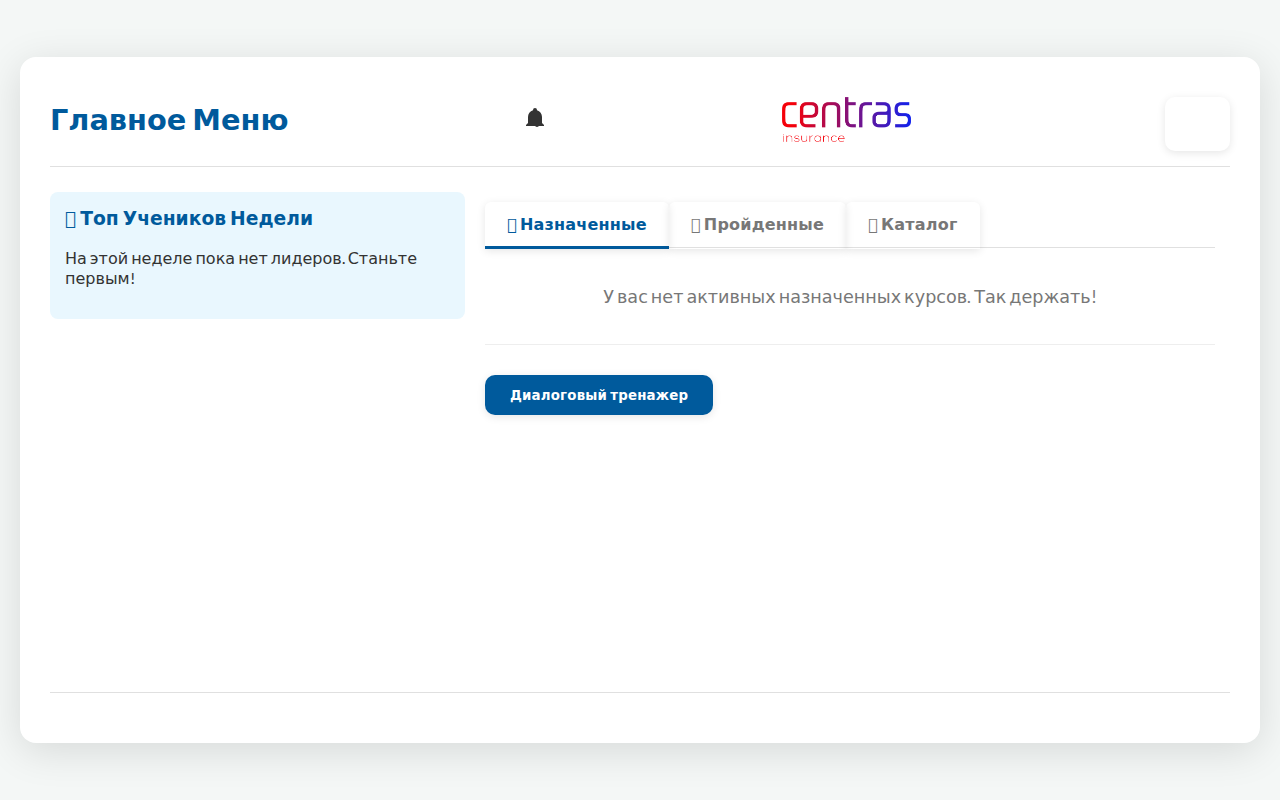 Главное Меню
centras
insurance
Топ Учеников Недели
На этой неделе пока нет лидеров. Станьте
первым!
Назначенные
Пройденные
Каталог
У вас нет активных назначенных курсов. Так держать!
Диалоговый тренажер